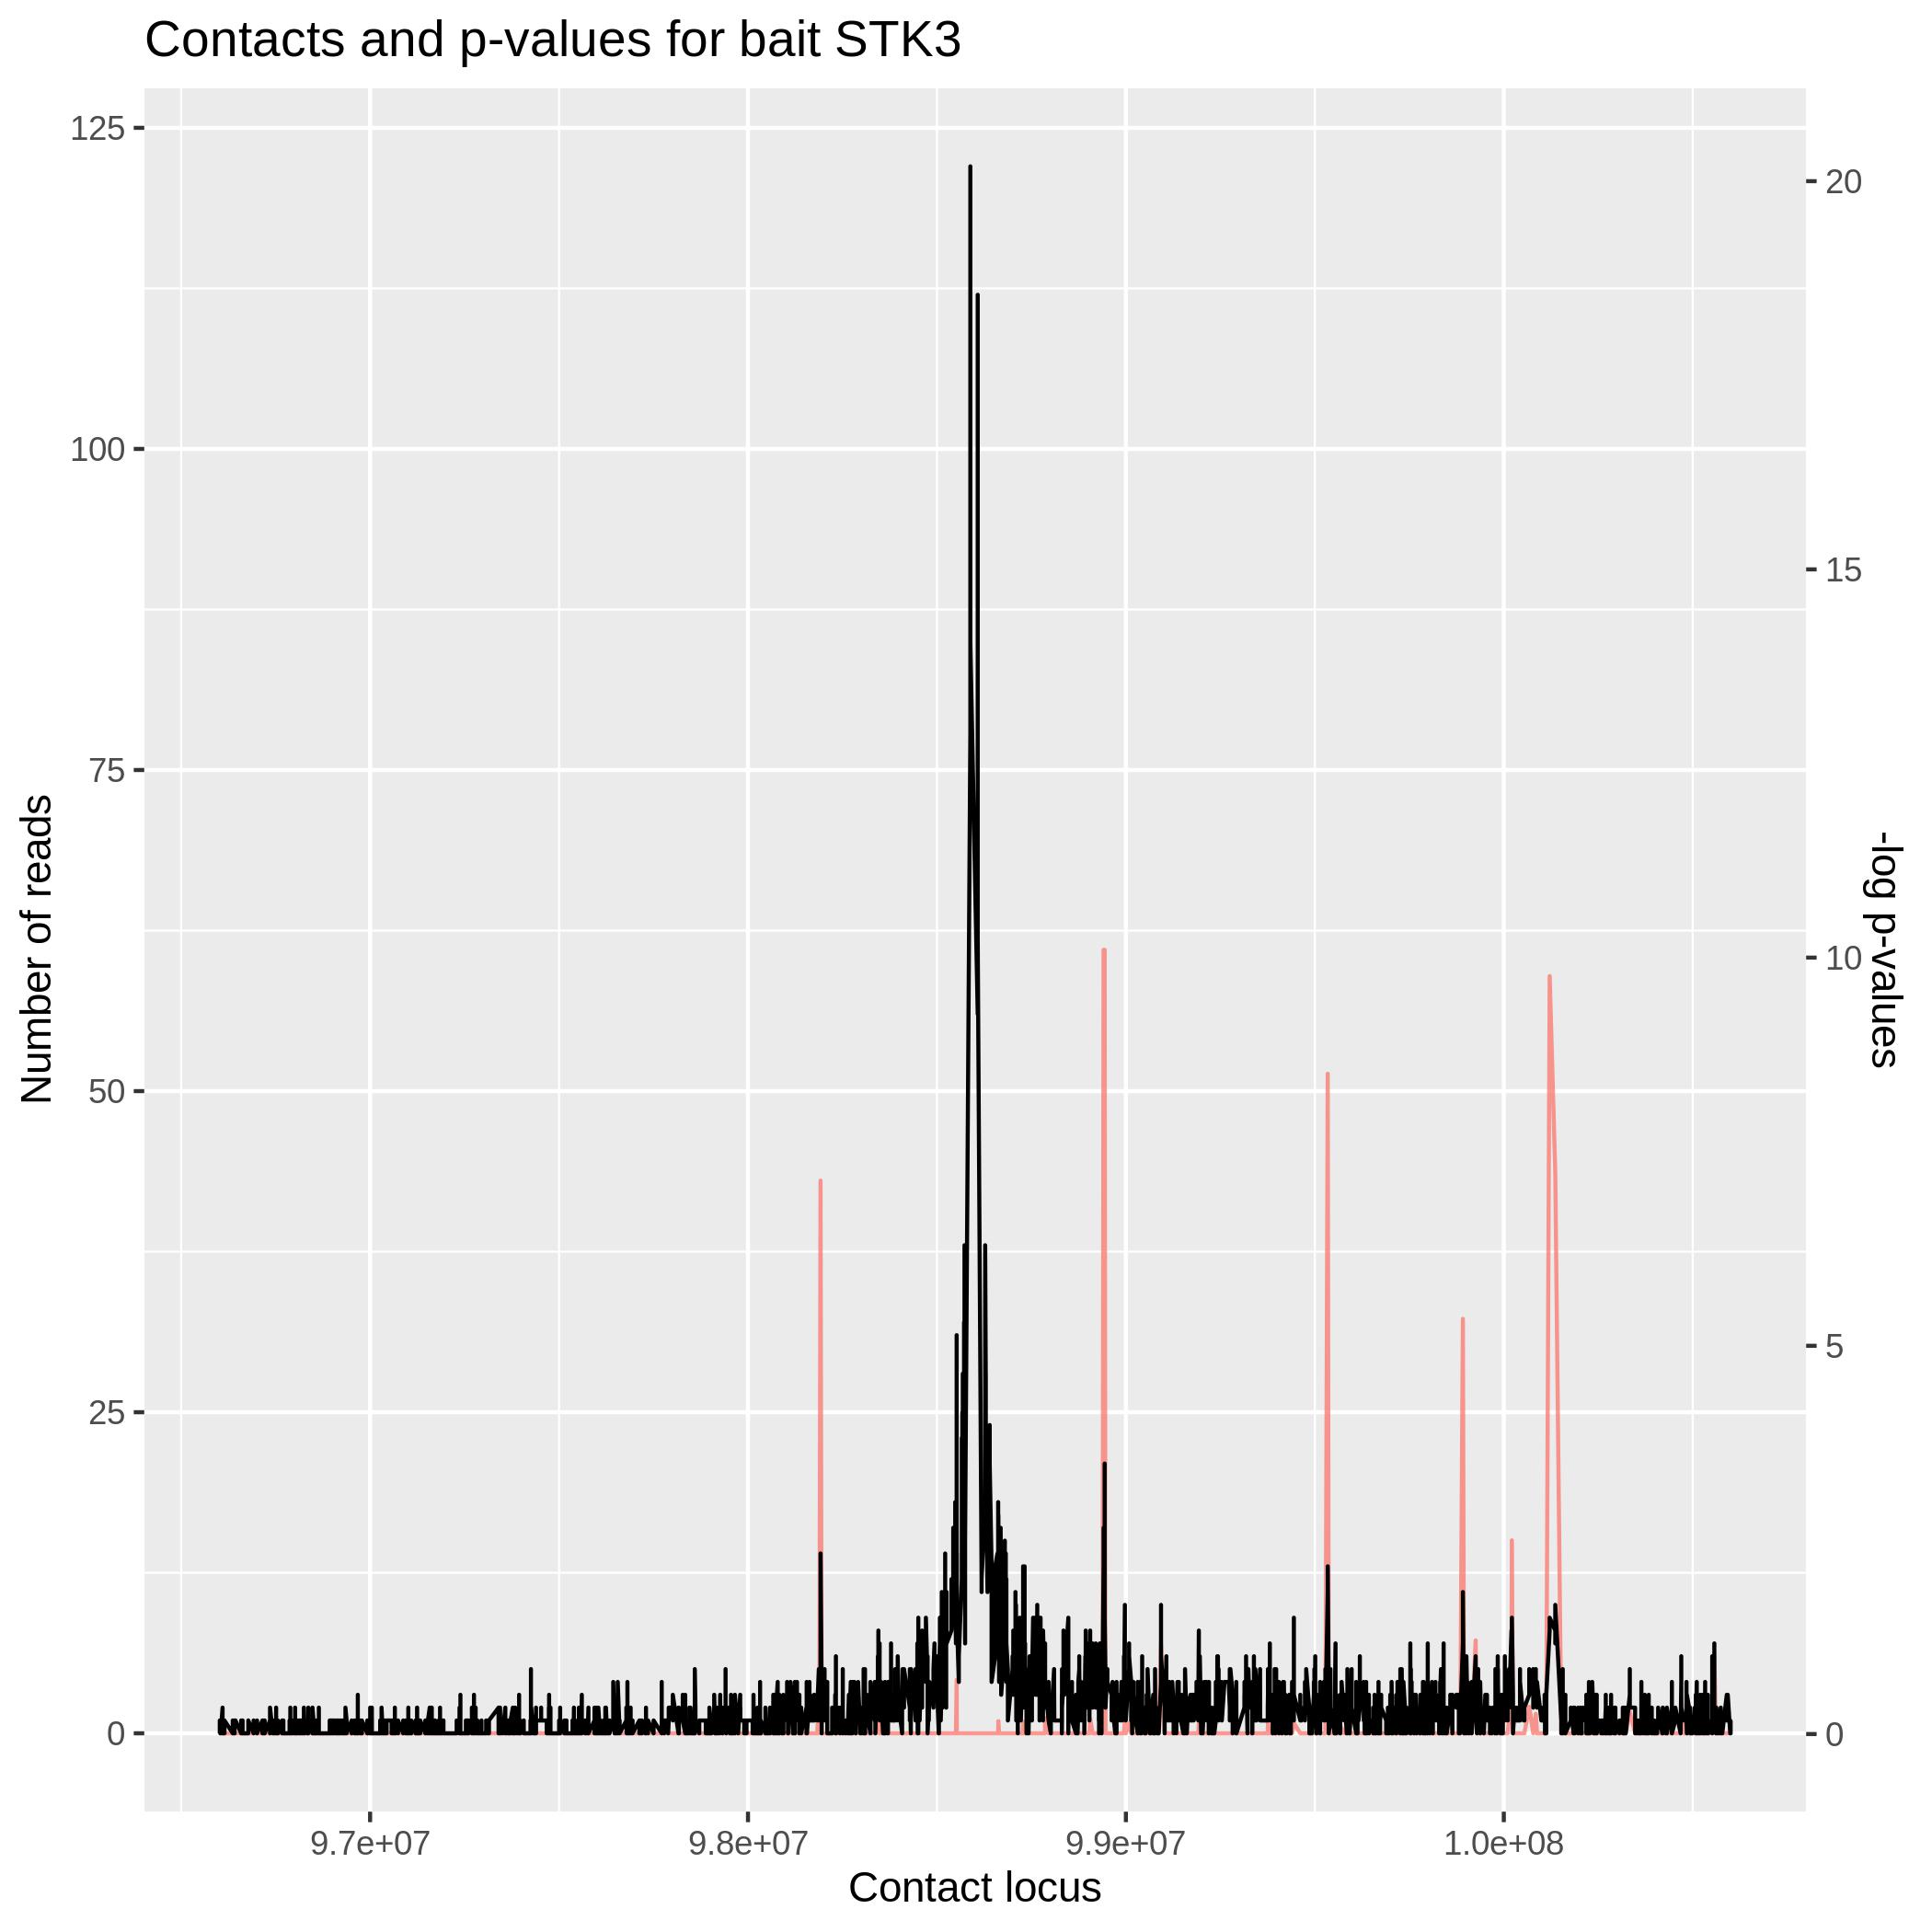 Contacts and p-values for bait STK3
125
100
75
50
25
0
Number of reads
20
15
10
5
0
-log p-values
9.7e+07
9.8e+07
9.9e+07
1.0e+08
Contact locus